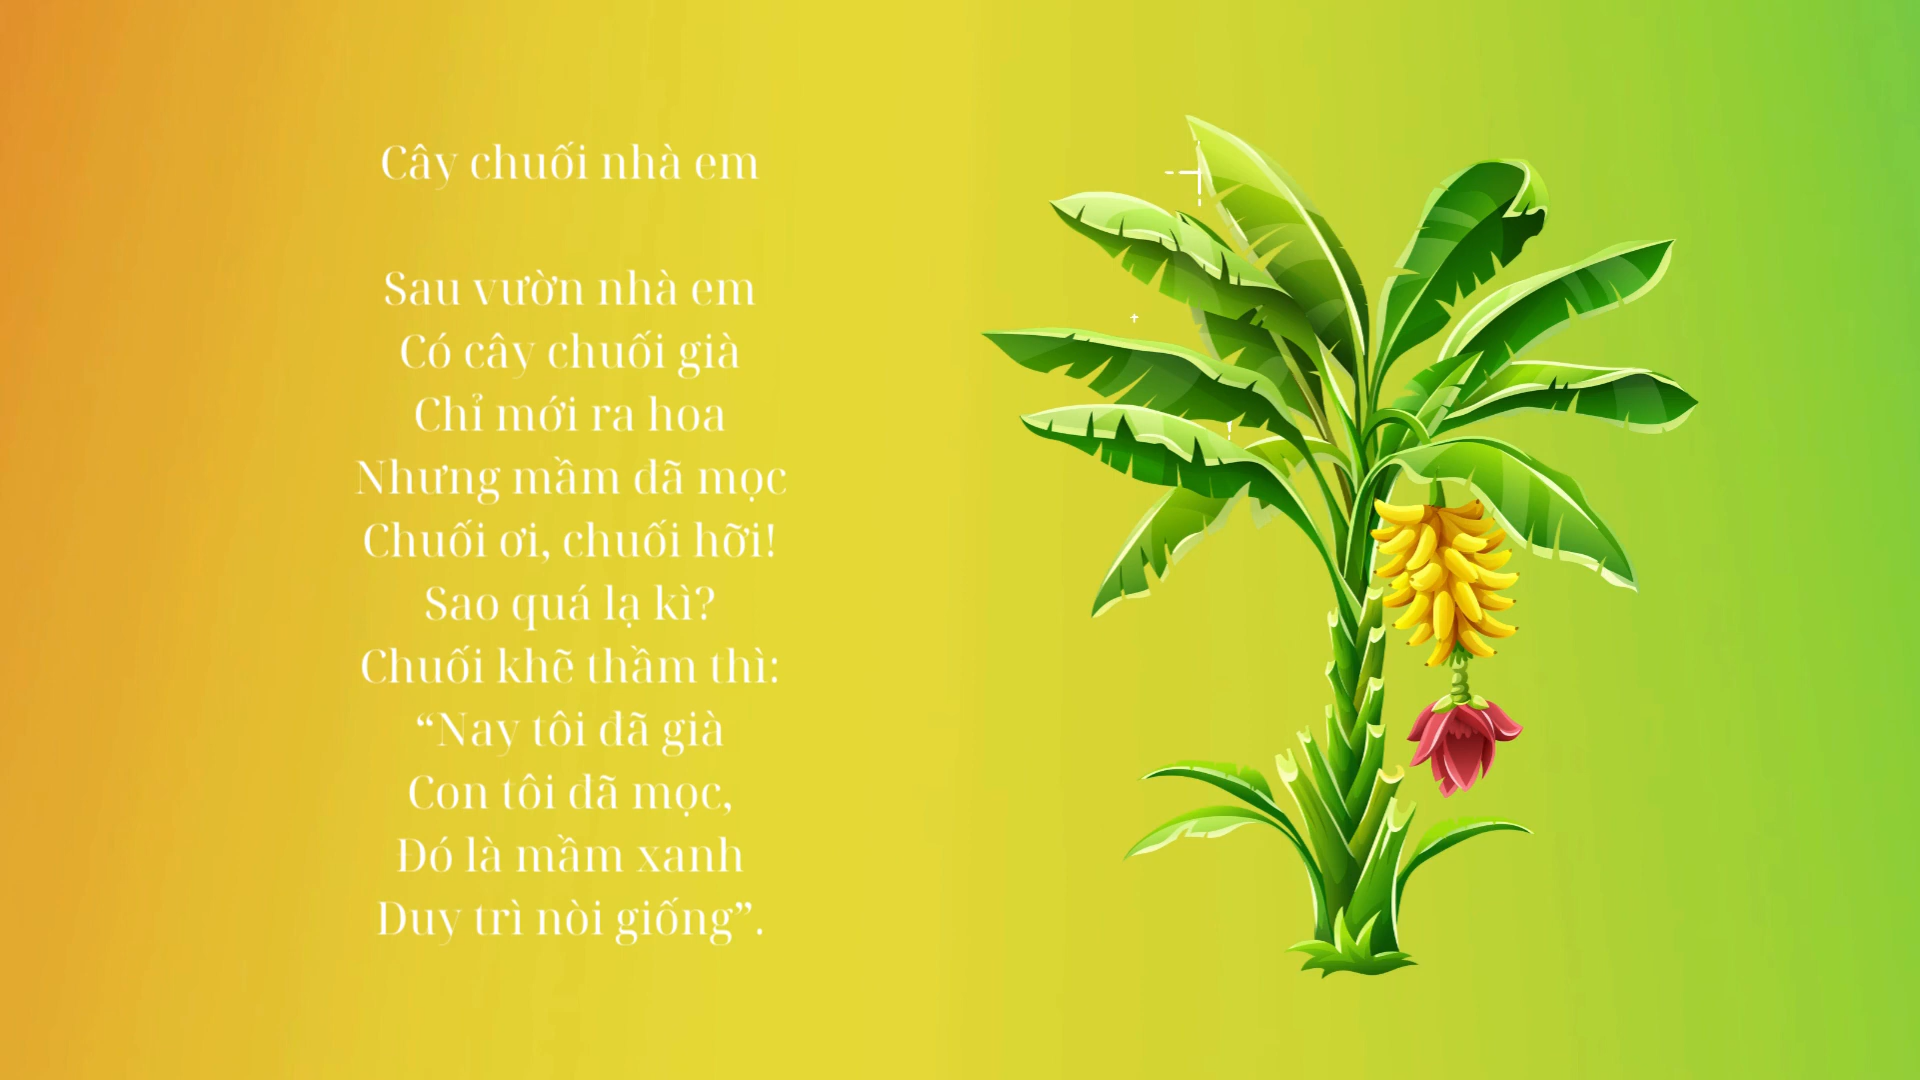 Cây chuối nhà em
Sau vườn nhà em
Có cây chuối già
Chỉ mới ra hoa
Nhưng mầm đã mọc
Chuối ơi, chuối hỡi!
Sao quá lạ kì?
Chuối khẽ thầm thì:
“Nay tôi đã già
Con tôi đã mọc,
Đó là mầm xanh
Duy trì nòi giống”.